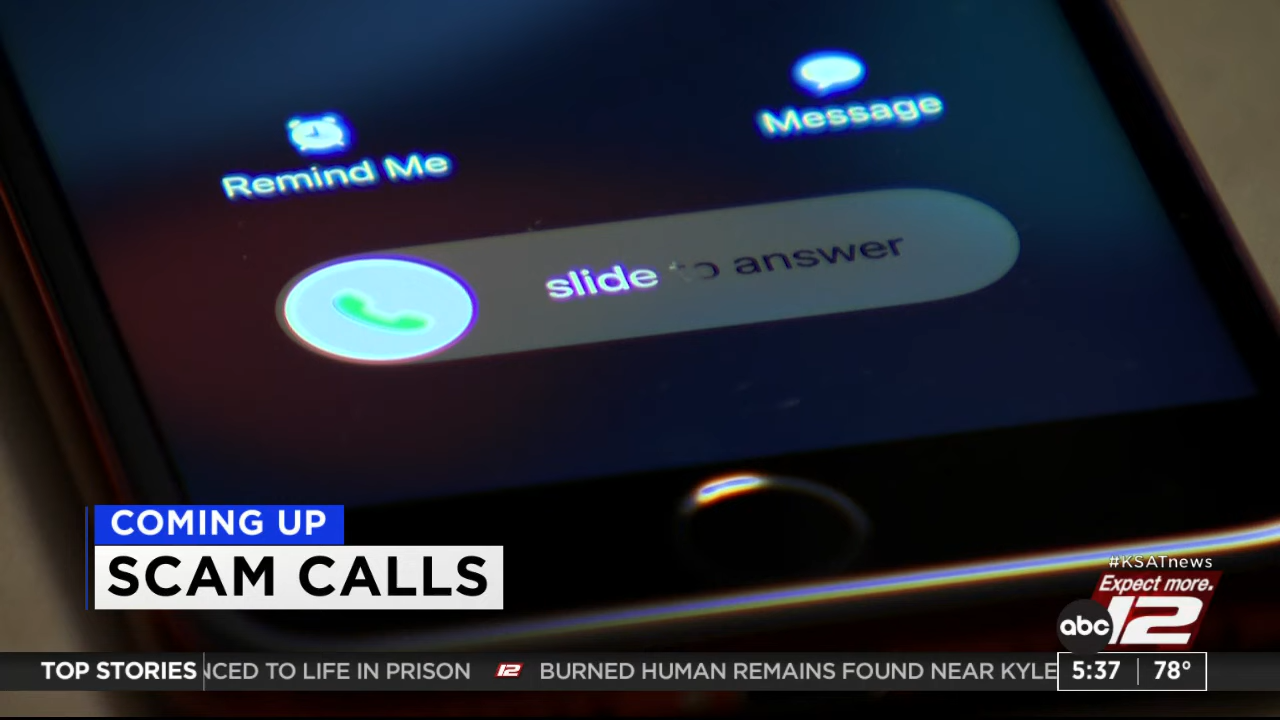 Message
Remind Me
slide to answer
COMING UP
SCAM CALLS
#KSATnews
Expect more.
abc 12
TOP STORIES NCED TO LIFE IN PRISON 12 BURNED HUMAN REMAINS FOUND NEAR KYLE 5:37 78°